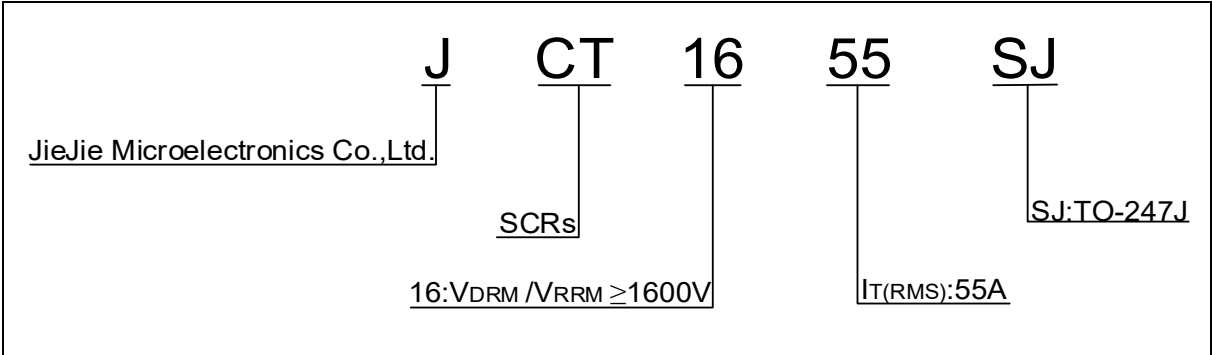 J CT 16 55 SJ
JieJie Microelectronics Co.,Ltd.
SJ:TO-247J
SCRs
16:VDRM /VRRM ≥1600V
IT(RMS):55A